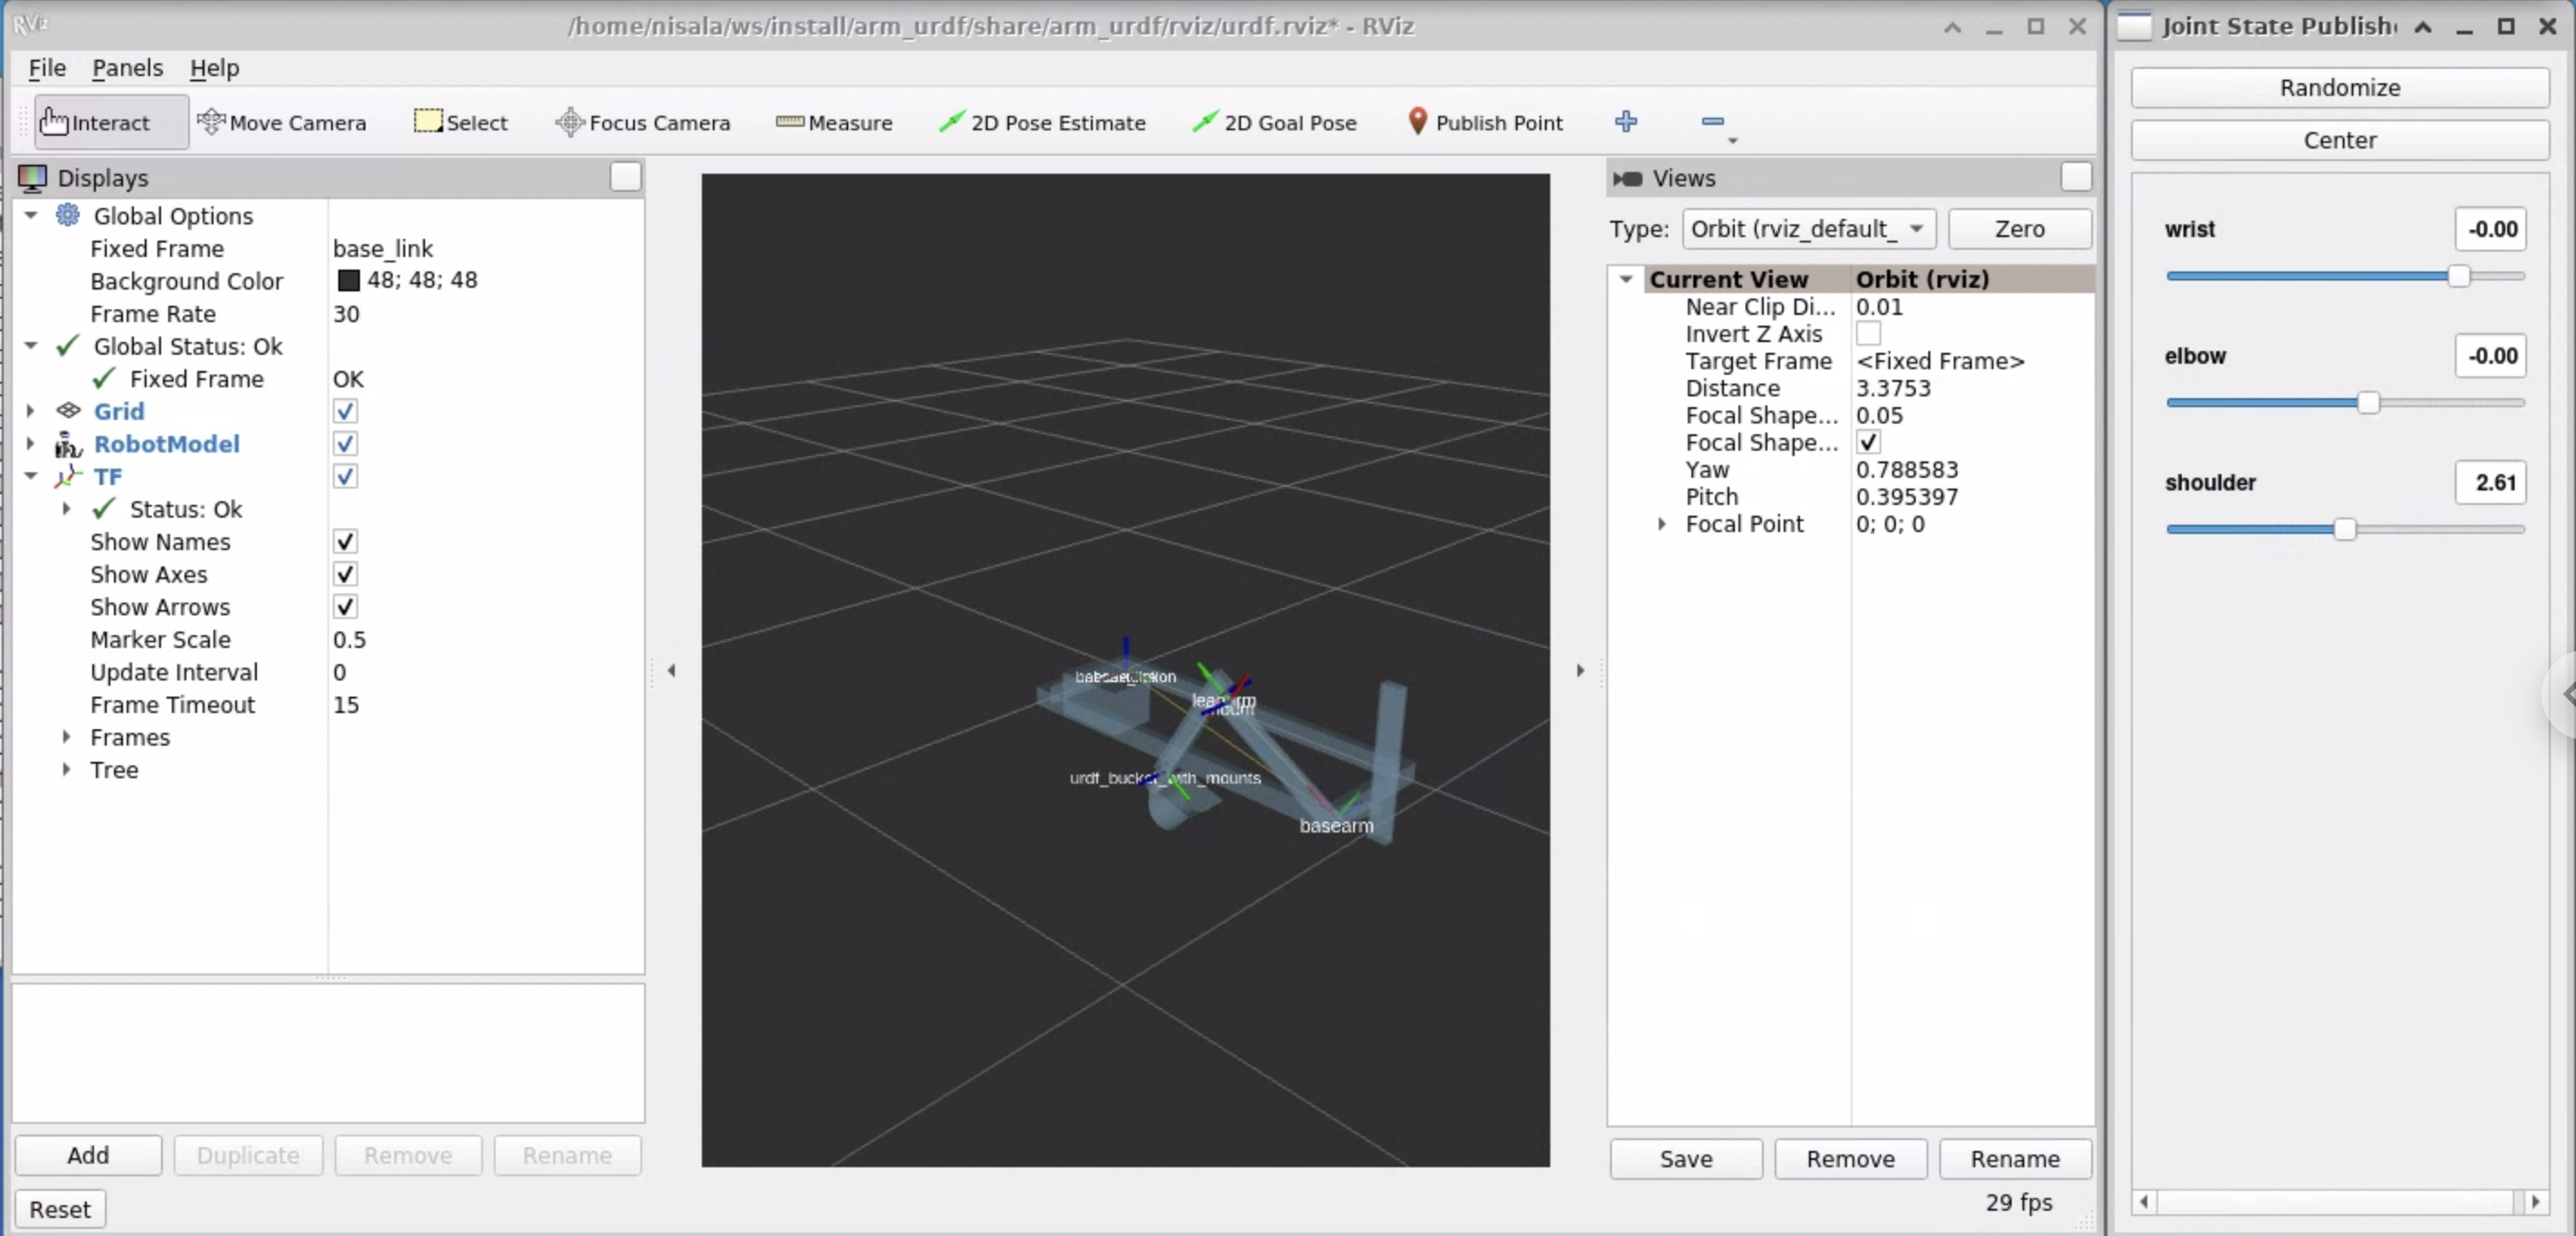 RViz
/home/nisala/ws/install/arm_urdf/share/arm_urdf/rviz/urdf.rviz* - RViz
File Panels Help
Interact Move Camera Select Focus Camera Measure 2D Pose Estimate 2D Goal Pose Publish Point
Displays
Global Options
Fixed Frame base_link
Background Color 48; 48; 48
Frame Rate 30
Global Status: Ok
Fixed Frame OK
Grid
RobotModel
TF
Status: Ok
Show Names
Show Axes
Show Arrows
Marker Scale 0.5
Update Interval 0
Frame Timeout 15
Frames
Tree
Add Duplicate Remove Rename
Reset
urdf_bucket_with_mounts
basearm
Views
Type: Orbit (rviz_default_ Zero
Current View Orbit (rviz)
Near Clip Di... 0.01
Invert Z Axis
Target Frame <Fixed Frame>
Distance 3.3753
Focal Shape... 0.05
Focal Shape...
Yaw 0.788583
Pitch 0.395397
Focal Point 0; 0; 0
Save Remove Rename
29 fps
Joint State Publish
Randomize
Center
wrist -0.00
elbow -0.00
shoulder 2.61